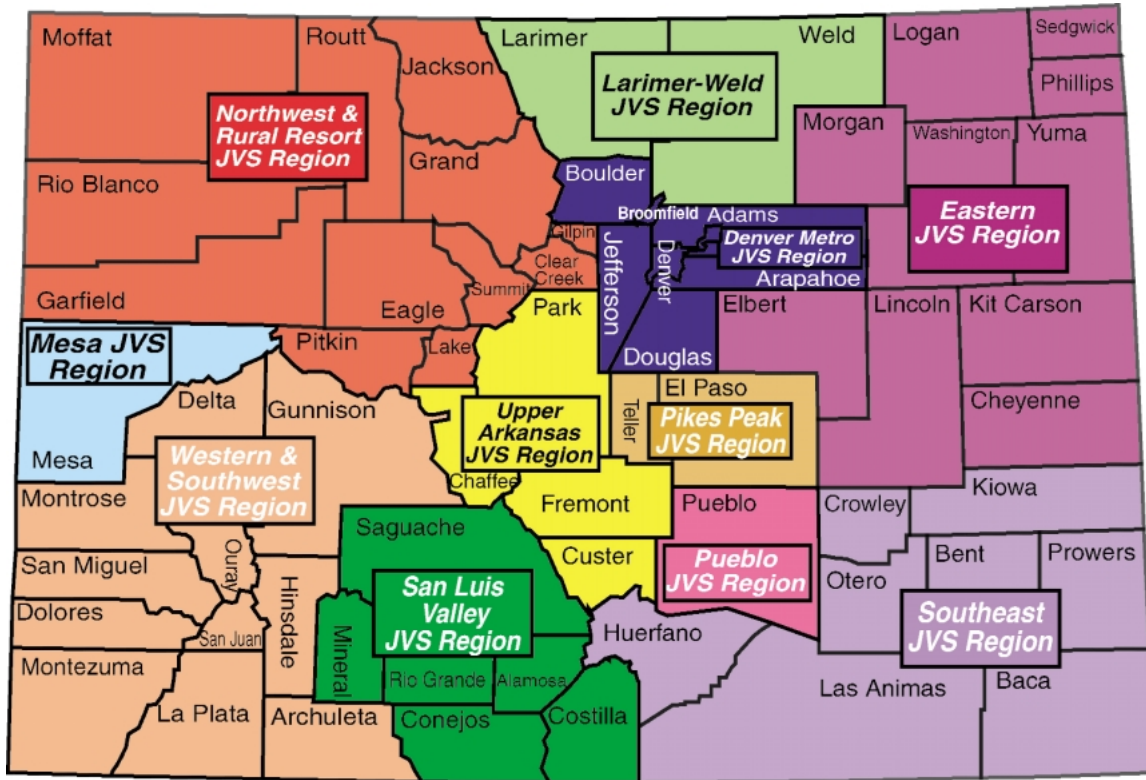 Moffat
Routt
Jackson
Larimer
Weld
Logan
Sedgwick
Phillips
Northwest &
Rural Resort
JVS Region
Larimer-Weld
JVS Region
Morgan
Washington
Yuma
Grand
Rio Blanco
Boulder
Broomfield
Adams
Eastern
JVS Region
Gilpin
Jefferson
Denver
Denver Metro
JVS Region
Clear
Creek
Arapahoe
Summit
Garfield
Eagle
Park
Elbert
Lincoln
Kit Carson
Mesa JVS
Region
Pitkin
Lake
Douglas
Delta
Gunnison
Teller
El Paso
Cheyenne
Upper
Arkansas
JVS Region
Pikes Peak
JVS Region
Mesa
Western &
Southwest
JVS Region
Chaffee
Montrose
Fremont
Pueblo
Crowley
Kiowa
Saguache
Ouray
San Miguel
Custer
Pueblo
JVS Region
Bent
Prowers
Otero
Hinsdale
San Luis
Valley
JVS Region
Dolores
San Juan
Mineral
Huerfano
Southeast
JVS Region
Montezuma
Rio Grande
Alamosa
Las Animas
Baca
La Plata
Archuleta
Conejos
Costilla